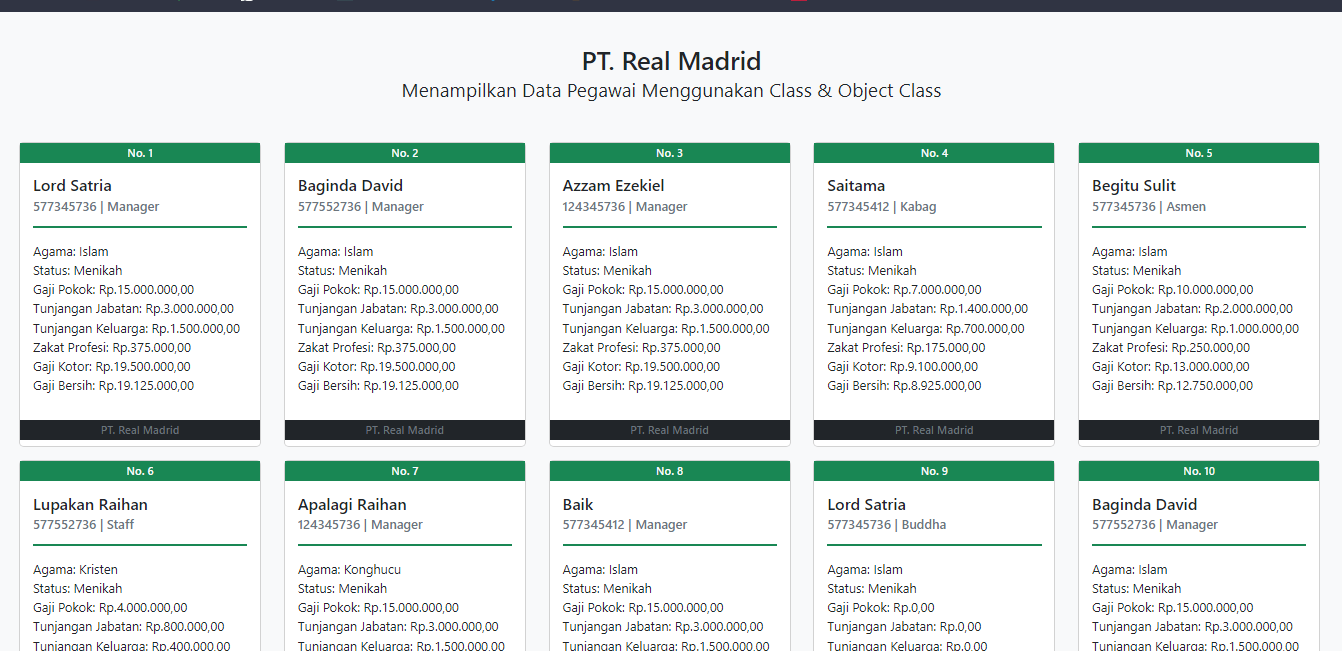 PT. Real Madrid
Menampilkan Data Pegawai Menggunakan Class & Object Class
No. 1
Lord Satria
577345736 | Manager
Agama: Islam
Status: Menikah
Gaji Pokok: Rp.15.000.000,00
Tunjangan Jabatan: Rp.3.000.000,00
Tunjangan Keluarga: Rp.1.500.000,00
Zakat Profesi: Rp.375.000,00
Gaji Kotor: Rp.19.500.000,00
Gaji Bersih: Rp.19.125.000,00
PT. Real Madrid
No. 2
Baginda David
577552736 | Manager
Agama: Islam
Status: Menikah
Gaji Pokok: Rp.15.000.000,00
Tunjangan Jabatan: Rp.3.000.000,00
Tunjangan Keluarga: Rp.1.500.000,00
Zakat Profesi: Rp.375.000,00
Gaji Kotor: Rp.19.500.000,00
Gaji Bersih: Rp.19.125.000,00
PT. Real Madrid
No. 3
Azzam Ezekiel
124345736 | Manager
Agama: Islam
Status: Menikah
Gaji Pokok: Rp.15.000.000,00
Tunjangan Jabatan: Rp.3.000.000,00
Tunjangan Keluarga: Rp.1.500.000,00
Zakat Profesi: Rp.375.000,00
Gaji Kotor: Rp.19.500.000,00
Gaji Bersih: Rp.19.125.000,00
PT. Real Madrid
No. 4
Saitama
577345412 | Kabag
Agama: Islam
Status: Menikah
Gaji Pokok: Rp.7.000.000,00
Tunjangan Jabatan: Rp.1.400.000,00
Tunjangan Keluarga: Rp.700.000,00
Zakat Profesi: Rp.175.000,00
Gaji Kotor: Rp.9.100.000,00
Gaji Bersih: Rp.8.925.000,00
PT. Real Madrid
No. 5
Begitu Sulit
577345736 | Asmen
Agama: Islam
Status: Menikah
Gaji Pokok: Rp.10.000.000,00
Tunjangan Jabatan: Rp.2.000.000,00
Tunjangan Keluarga: Rp.1.000.000,00
Zakat Profesi: Rp.250.000,00
Gaji Kotor: Rp.13.000.000,00
Gaji Bersih: Rp.12.750.000,00
PT. Real Madrid
No. 6
Lupakan Raihan
577552736 | Staff
Agama: Kristen
Status: Menikah
Gaji Pokok: Rp.4.000.000,00
Tunjangan Jabatan: Rp.800.000,00
Tunjangan Keluarga: Rp.400.000,00
No. 7
Apalagi Raihan
124345736 | Manager
Agama: Konghucu
Status: Menikah
Gaji Pokok: Rp.15.000.000,00
Tunjangan Jabatan: Rp.3.000.000,00
Tunjangan Keluarga: Rp.1.500.000,00
No. 8
Baik
577345412 | Manager
Agama: Islam
Status: Menikah
Gaji Pokok: Rp.15.000.000,00
Tunjangan Jabatan: Rp.3.000.000,00
Tunjangan Keluarga: Rp.1.500.000,00
No. 9
Lord Satria
577345736 | Buddha
Agama: Islam
Status: Menikah
Gaji Pokok: Rp.0,00
Tunjangan Jabatan: Rp.0,00
Tunjangan Keluarga: Rp.0,00
No. 10
Baginda David
577552736 | Manager
Agama: Islam
Status: Menikah
Gaji Pokok: Rp.15.000.000,00
Tunjangan Jabatan: Rp.3.000.000,00
Tunjangan Keluarga: Rp.1.500.000,00